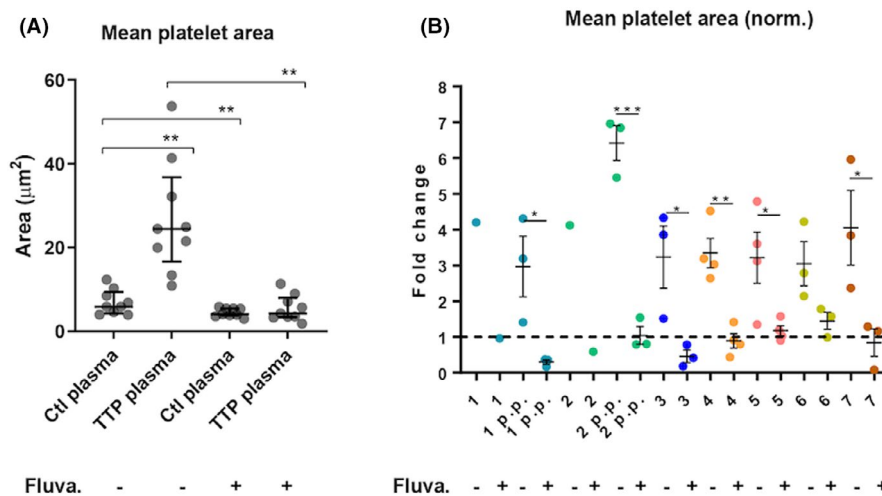 (A)
Mean platelet area
**
**
**
Area (μm²)
60
40
20
0
Ctl plasma
TTP plasma
Ctl plasma
TTP plasma
Fluva. - - + +
(B)
Mean platelet area (norm.)
Fold change
8
7
6
5
4
3
2
1
0
*
***
*
**
*
*
1
1
1 p.p.
1 p.p.
2
2
2 p.p.
2 p.p.
3
3
4
4
5
5
6
6
7
7
Fluva. - + - + - + - + - + - + - + - + - +